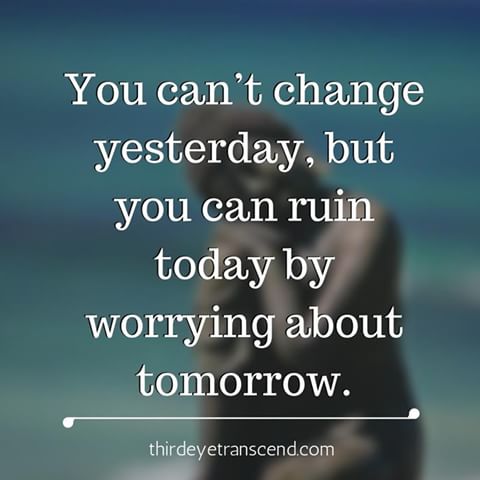 You can’t change
yesterday, but
you can ruin
today by
worrying about
tomorrow.
thirdeyetranscend.com